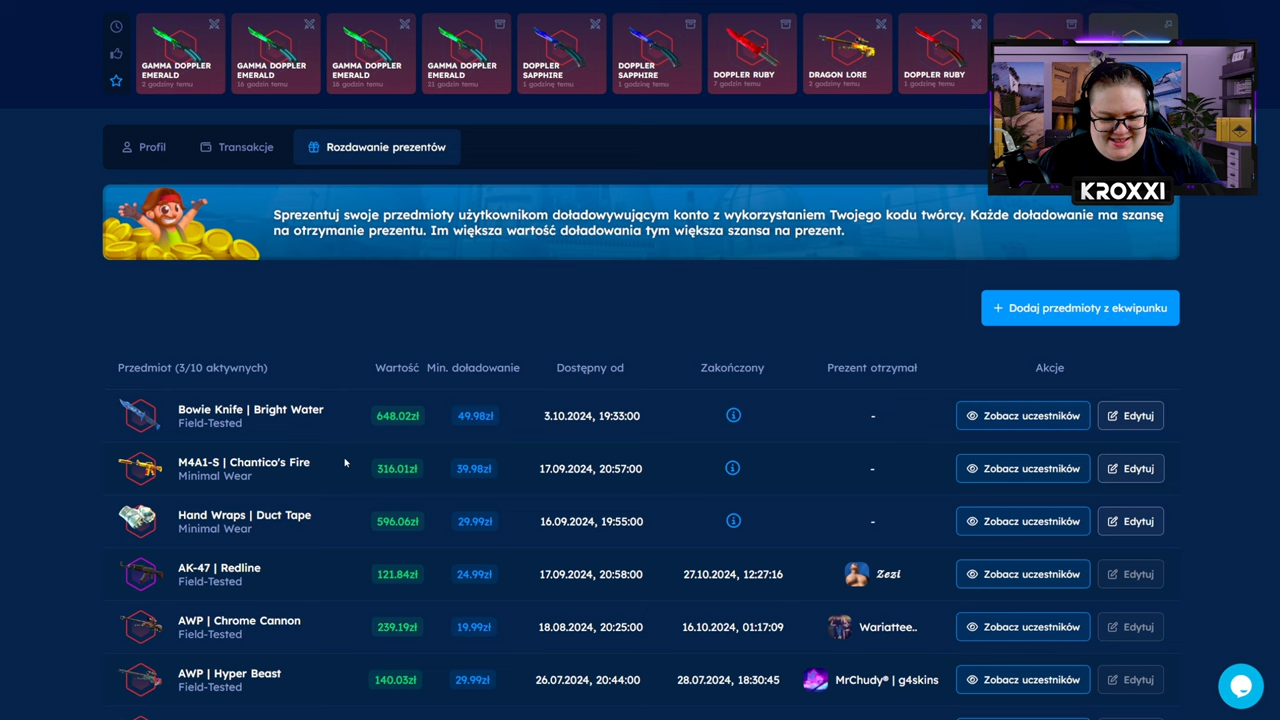 GAMMA DOPPLER
EMERALD
2 godziny temu
GAMMA DOPPLER
EMERALD
16 godzin temu
GAMMA DOPPLER
EMERALD
16 godzin temu
GAMMA DOPPLER
EMERALD
21 godzin temu
DOPPLER
SAPPHIRE
1 godzinę temu
DOPPLER
SAPPHIRE
1 godzinę temu
DOPPLER RUBY
7 godzin temu
DRAGON LORE
2 godziny temu
DOPPLER RUBY
1 godzinę temu
Profil
Transakcje
Rozdawanie prezentów
KROXXI
Sprezentuj swoje przedmioty użytkownikom doładowywującym konto z wykorzystaniem Twojego kodu twórcy. Każde doładowanie ma szansę
na otrzymanie prezentu. Im większa wartość doładowania tym większa szansa na prezent.
+ Dodaj przedmioty z ekwipunku
Przedmiot (3/10 aktywnych) Wartość Min. doładowanie Dostępny od Zakończony Prezent otrzymał Akcje
Bowie Knife | Bright Water
Field-Tested
648.02zł 49.98zł 3.10.2024, 19:33:00 - Zobacz uczestników Edytuj
M4A1-S | Chantico's Fire
Minimal Wear
316.01zł 39.98zł 17.09.2024, 20:57:00 - Zobacz uczestników Edytuj
Hand Wraps | Duct Tape
Minimal Wear
596.06zł 29.99zł 16.09.2024, 19:55:00 - Zobacz uczestników Edytuj
AK-47 | Redline
Field-Tested
121.84zł 24.99zł 17.09.2024, 20:58:00 27.10.2024, 12:27:16 Zezi Zobacz uczestników Edytuj
AWP | Chrome Cannon
Field-Tested
239.19zł 19.99zł 18.08.2024, 20:25:00 16.10.2024, 01:17:09 Wariattee.. Zobacz uczestników Edytuj
AWP | Hyper Beast
Field-Tested
140.03zł 29.99zł 26.07.2024, 20:44:00 28.07.2024, 18:30:45 MrChudy® | g4skins Zobacz uczestników Edytuj